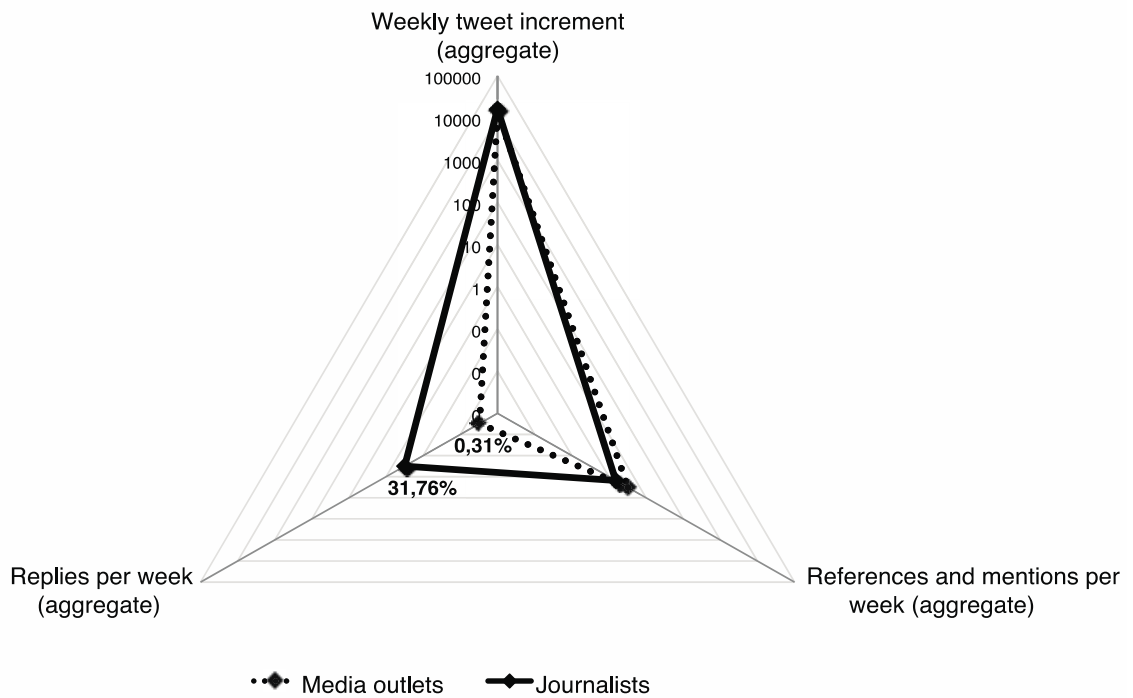 Weekly tweet increment
(aggregate)
100000
10000
1000
100
10
1
0
0
0
0,31%
31,76%
Replies per week
(aggregate)
References and mentions per
week (aggregate)
Media outlets
Journalists